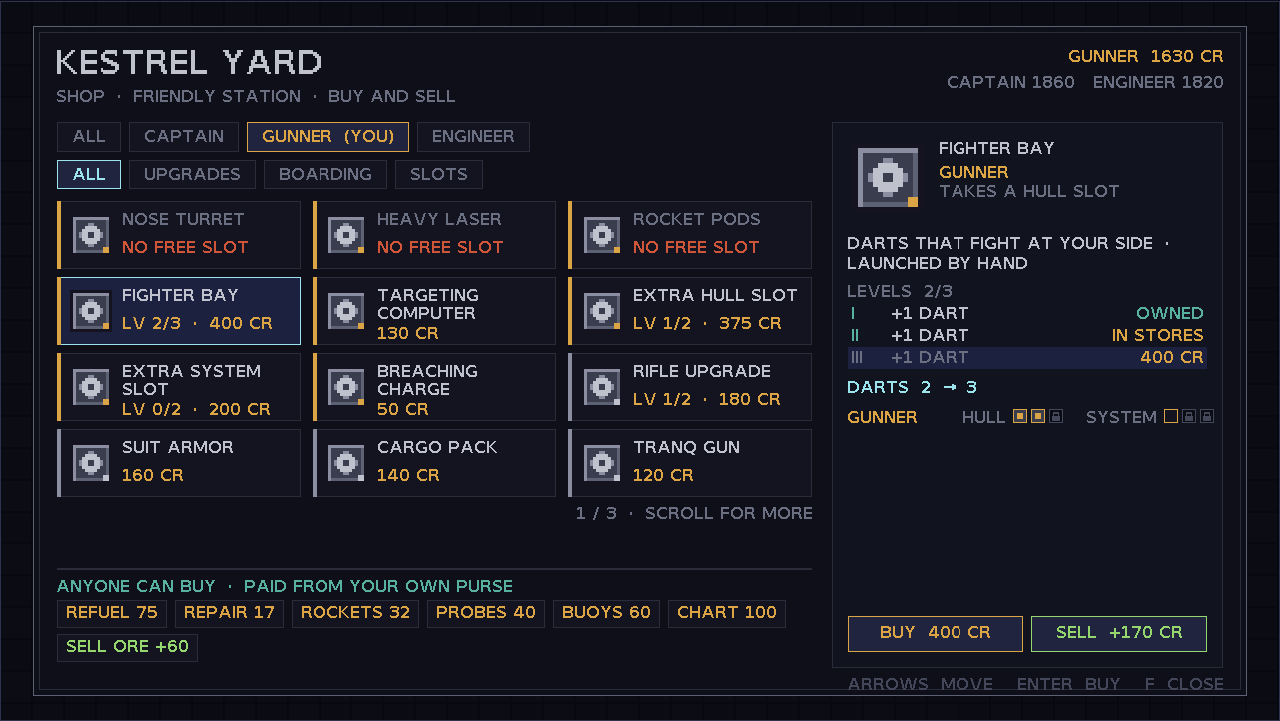 KESTREL YARD
GUNNER 1630 CR
SHOP · FRIENDLY STATION · BUY AND SELL
CAPTAIN 1860 ENGINEER 1820
ALL CAPTAIN GUNNER (YOU) ENGINEER
ALL UPGRADES BOARDING SLOTS
NOSE TURRET
NO FREE SLOT
HEAVY LASER
NO FREE SLOT
ROCKET PODS
NO FREE SLOT
FIGHTER BAY
LV 2/3 · 400 CR
TARGETING
COMPUTER
130 CR
EXTRA HULL SLOT
LV 1/2 · 375 CR
EXTRA SYSTEM
SLOT
LV 0/2 · 200 CR
BREACHING
CHARGE
50 CR
RIFLE UPGRADE
LV 1/2 · 180 CR
SUIT ARMOR
160 CR
CARGO PACK
140 CR
TRANQ GUN
120 CR
1 / 3 · SCROLL FOR MORE
ANYONE CAN BUY · PAID FROM YOUR OWN PURSE
REFUEL 75 REPAIR 17 ROCKETS 32 PROBES 40 BUOYS 60 CHART 100
SELL ORE +60
FIGHTER BAY
GUNNER
TAKES A HULL SLOT
DARTS THAT FIGHT AT YOUR SIDE ·
LAUNCHED BY HAND
LEVELS 2/3
I +1 DART OWNED
II +1 DART IN STORES
III +1 DART 400 CR
DARTS 2 → 3
GUNNER HULL SYSTEM
BUY 400 CR SELL +170 CR
ARROWS MOVE ENTER BUY F CLOSE